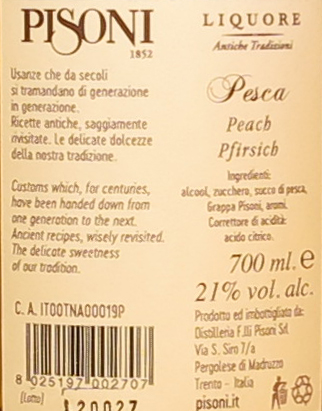 PISONI
1852
Usanze che da secoli
si tramandano di generazione
in generazione.
Ricette antiche, saggiamente
rivisitate. Le delicate dolcezze
della nostra tradizione.
Customs which, for centuries,
have been handed down from
one generation to the next.
Ancient recipes, wisely revisited.
The delicate sweetness
of our tradition.
C. A. IT00TNA00019P
8 025197 002707
(Lotto)
L20027
LIQUORE
Antiche Tradizioni
Pesca
Peach
Pfirsich
Ingredienti:
alcool, zucchero, succo di pesca,
Grappa Pisoni, aromi.
Correttore di acidità:
acido citrico.
700 ml. e
21% vol. alc.
Prodotto ed imbottigliato da:
Distilleria F.lli Pisoni Srl
Via S. Siro 7/a
Pergolese di Madruzzo
Trento - Italia
pisoni.it